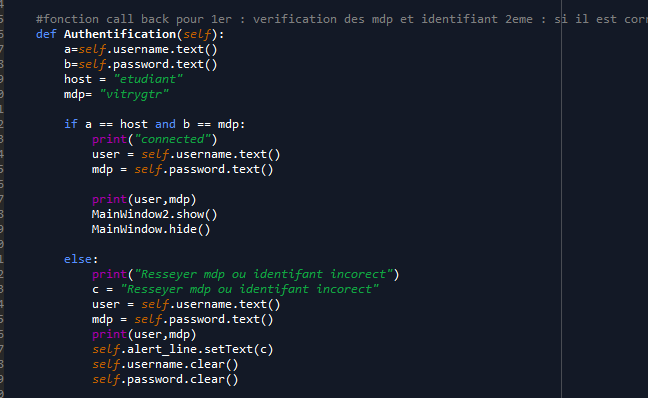 #fonction call back pour 1er : verification des mdp et identifiant 2eme : si il est corr
def Authentification(self):
a=self.username.text()
b=self.password.text()
host = "etudiant"
mdp= "vitrygtr"
if a == host and b == mdp:
print("connected")
user = self.username.text()
mdp = self.password.text()
print(user,mdp)
MainWindow2.show()
MainWindow.hide()
else:
print("Resseyer mdp ou identifant incorect")
c = "Resseyer mdp ou identifant incorect"
user = self.username.text()
mdp = self.password.text()
print(user,mdp)
self.alert_line.setText(c)
self.username.clear()
self.password.clear()